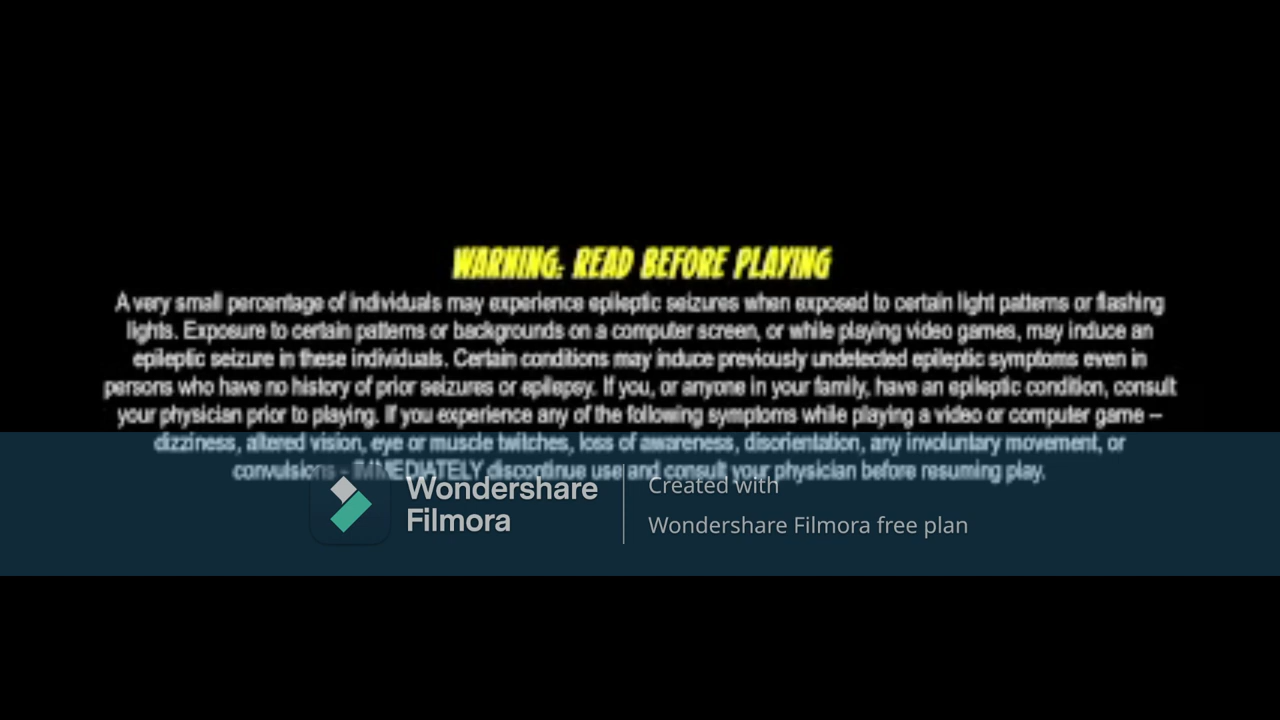 WARNING: READ BEFORE PLAYING
A very small percentage of individuals may experience epileptic seizures when exposed to certain light patterns or flashing
lights. Exposure to certain patterns or backgrounds on a computer screen, or while playing video games, may induce an
epileptic seizure in these individuals. Certain conditions may induce previously undetected epileptic symptoms even in
persons who have no history of prior seizures or epilepsy. If you, or anyone in your family, have an epileptic condition, consult
your physician prior to playing. If you experience any of the following symptoms while playing a video or computer game --
dizziness, altered vision, eye or muscle twitches, loss of awareness, disorientation, any involuntary movement, or
convulsions - IMMEDIATELY discontinue use and consult your physician before resuming play.
Wondershare
Filmora
Created with
Wondershare Filmora free plan